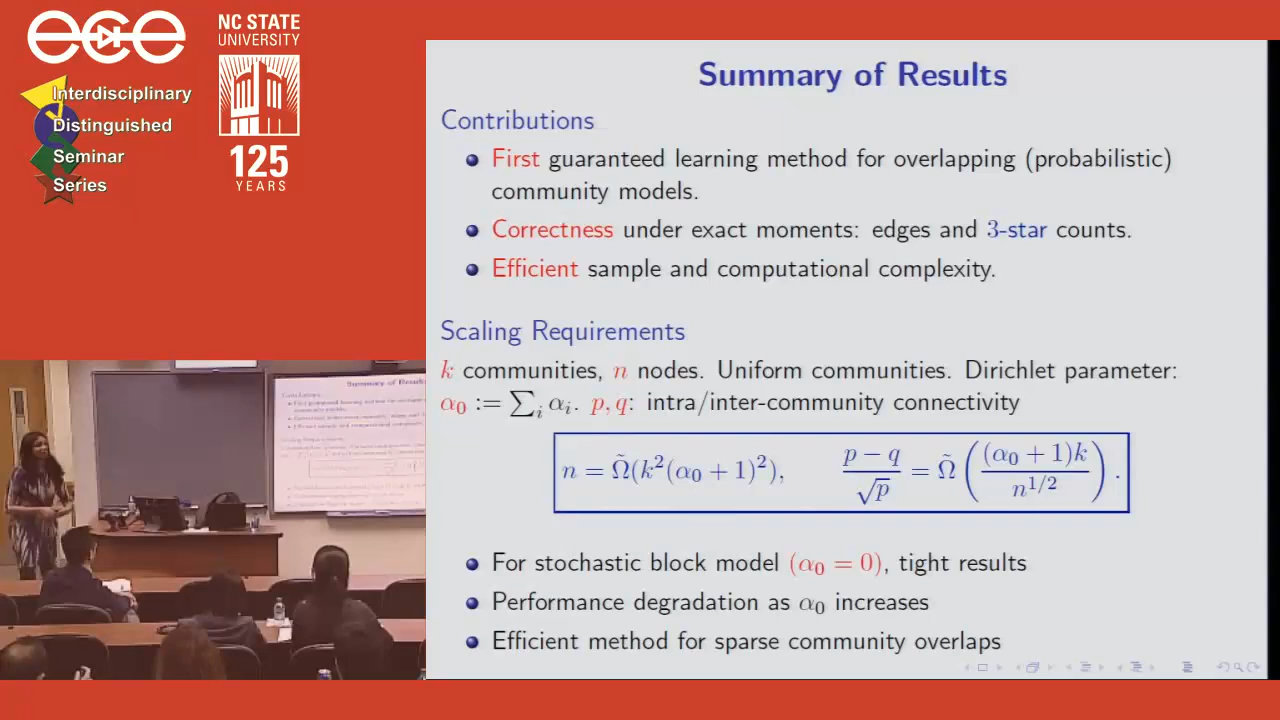 ece
Interdisciplinary
Distinguished
Seminar
Series
NC STATE
UNIVERSITY
125
YEARS
Summary of Results
Contributions
First guaranteed learning method for overlapping (probabilistic)
community models.
Correctness under exact moments: edges and 3-star counts.
Efficient sample and computational complexity.
Scaling Requirements
k communities, n nodes. Uniform communities. Dirichlet parameter:
α₀ := ∑ᵢ αᵢ. p, q: intra/inter-community connectivity
n = Ω̃(k²(α₀ + 1)²), (p − q)/√p = Ω̃((α₀ + 1)k / n^{1/2}).
For stochastic block model (α₀ = 0), tight results
Performance degradation as α₀ increases
Efficient method for sparse community overlaps
Summary of Results